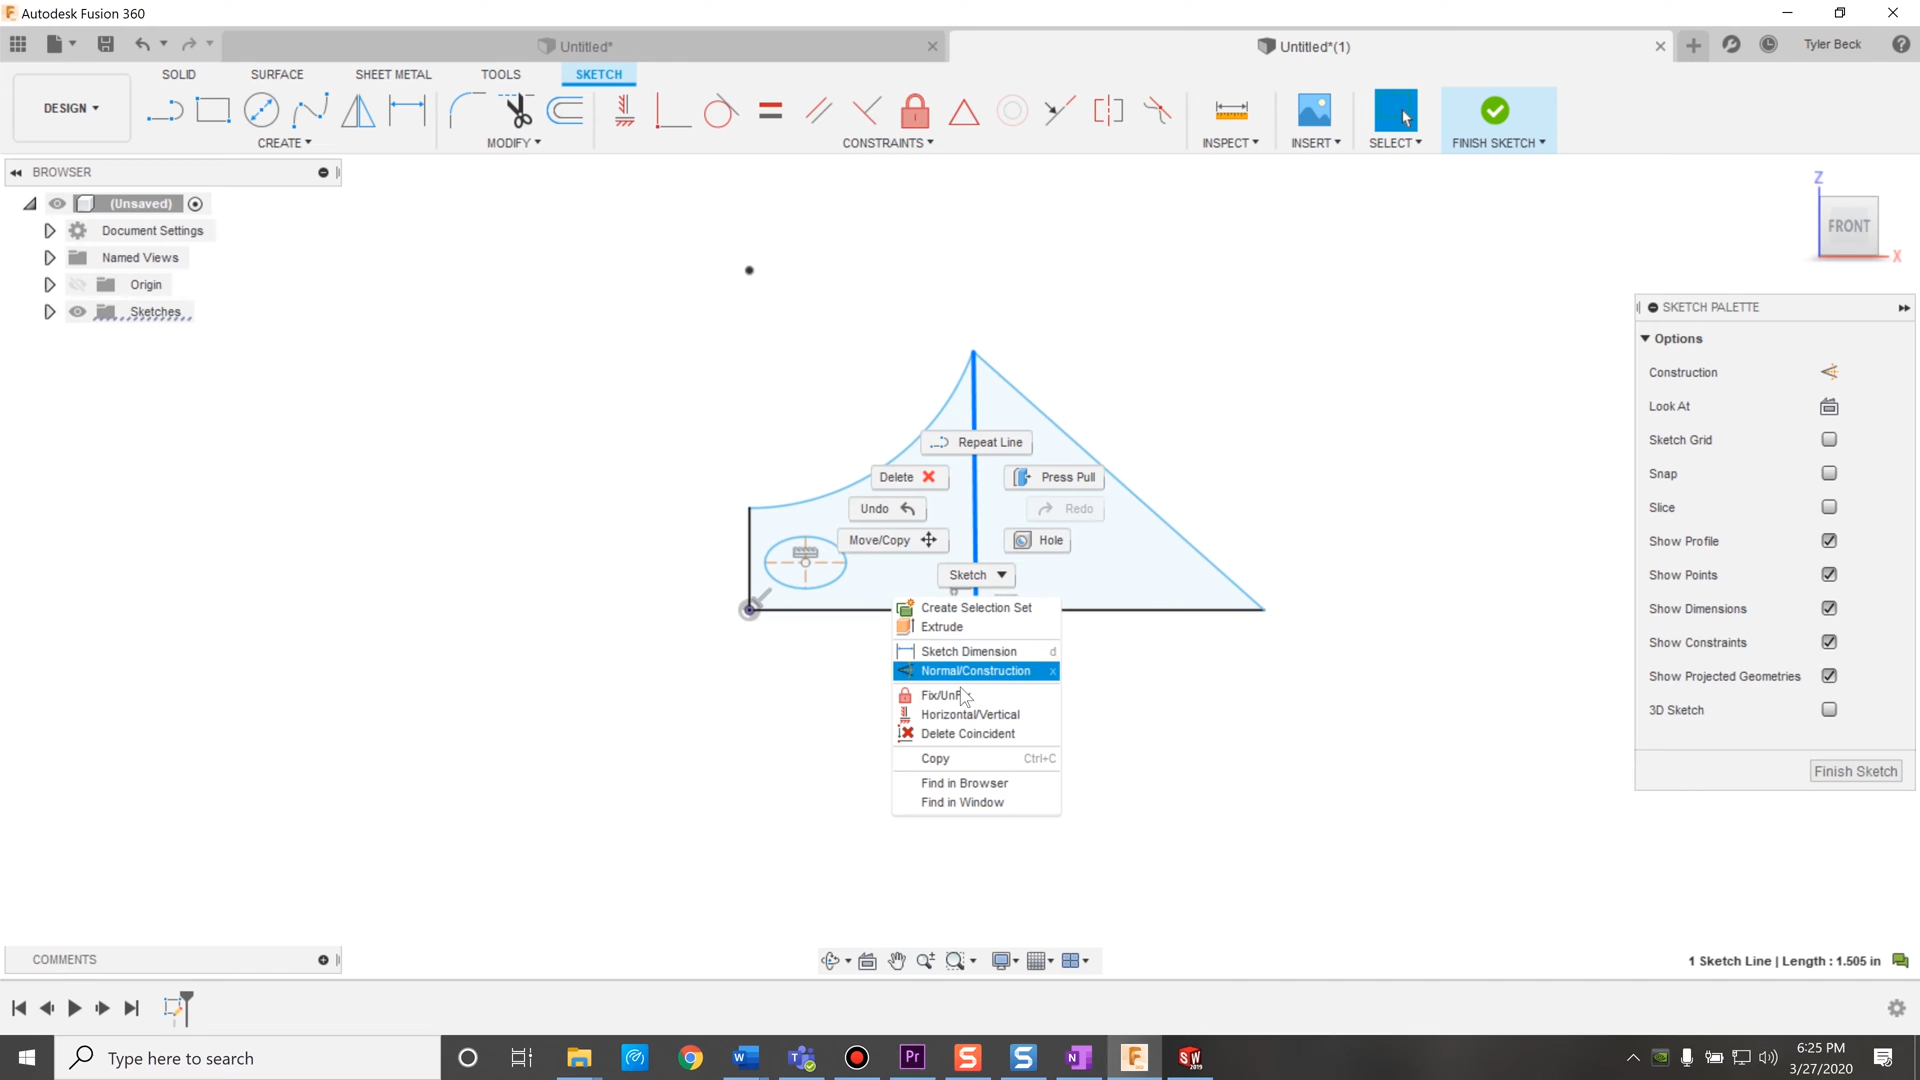 Autodesk Fusion 360
Untitled*
Untitled*(1)
Tyler Beck
DESIGN
SOLID
SURFACE
SHEET METAL
TOOLS
SKETCH
CREATE
MODIFY
CONSTRAINTS
INSPECT
INSERT
SELECT
FINISH SKETCH
BROWSER
(Unsaved)
Document Settings
Named Views
Origin
Sketches
Z
FRONT
X
Repeat Line
Delete
Press Pull
Undo
Redo
Move/Copy
Hole
Sketch
Create Selection Set
Extrude
Sketch Dimension d
Normal/Construction x
Horizontal/Vertical
Delete Coincident
Copy Ctrl+C
Find in Browser
Find in Window
SKETCH PALETTE
Options
Construction
Look At
Sketch Grid
Snap
Slice
Show Profile
Show Points
Show Dimensions
Show Constraints
Show Projected Geometries
3D Sketch
Finish Sketch
COMMENTS
1 Sketch Line | Length : 1.505 in
Type here to search
6:25 PM
3/27/2020